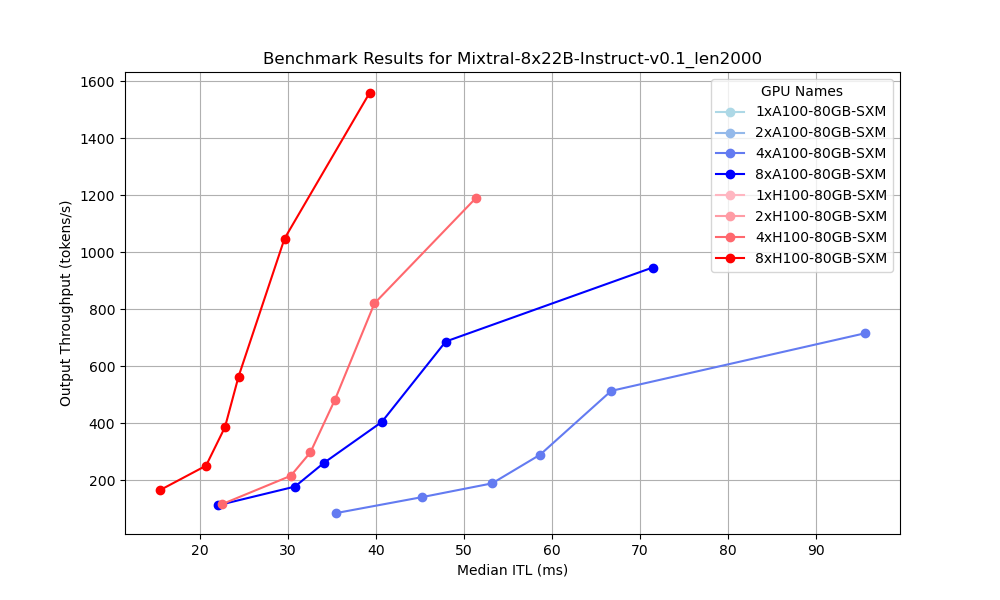 Benchmark Results for Mixtral-8x22B-Instruct-v0.1_len2000
Output Throughput (tokens/s)
1600
1400
1200
1000
800
600
400
200
20 30 40 50 60 70 80 90
Median ITL (ms)
GPU Names
1xA100-80GB-SXM
2xA100-80GB-SXM
4xA100-80GB-SXM
8xA100-80GB-SXM
1xH100-80GB-SXM
2xH100-80GB-SXM
4xH100-80GB-SXM
8xH100-80GB-SXM